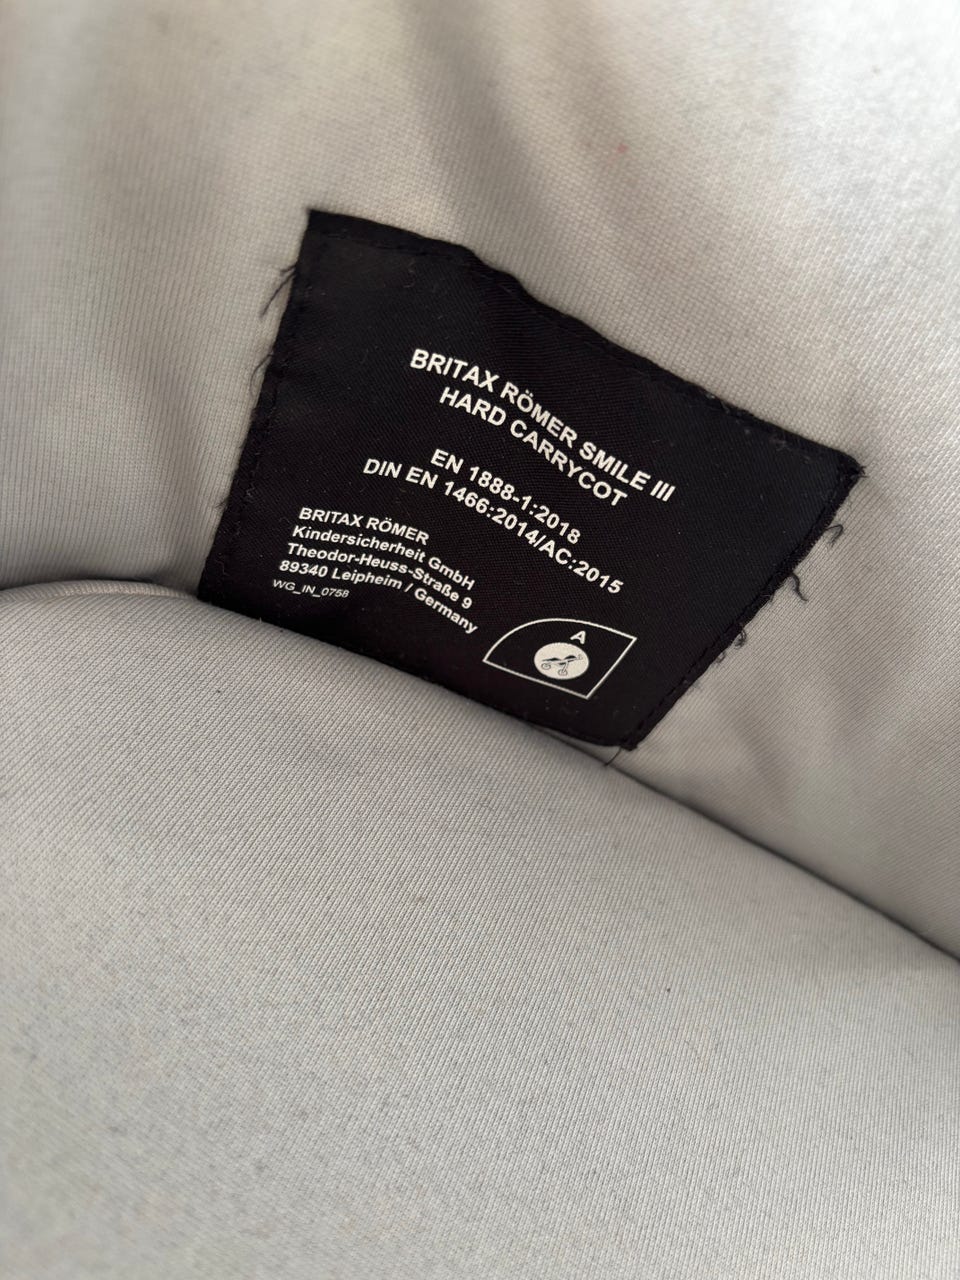 BRITAX RÖMER SMILE III
HARD CARRYCOT
EN 1888-1:2018
DIN EN 1466:2014/AC:2015
BRITAX RÖMER
Kindersicherheit GmbH
Theodor-Heuss-Straße 9
89340 Leipheim / Germany
WG_IN_0758
A